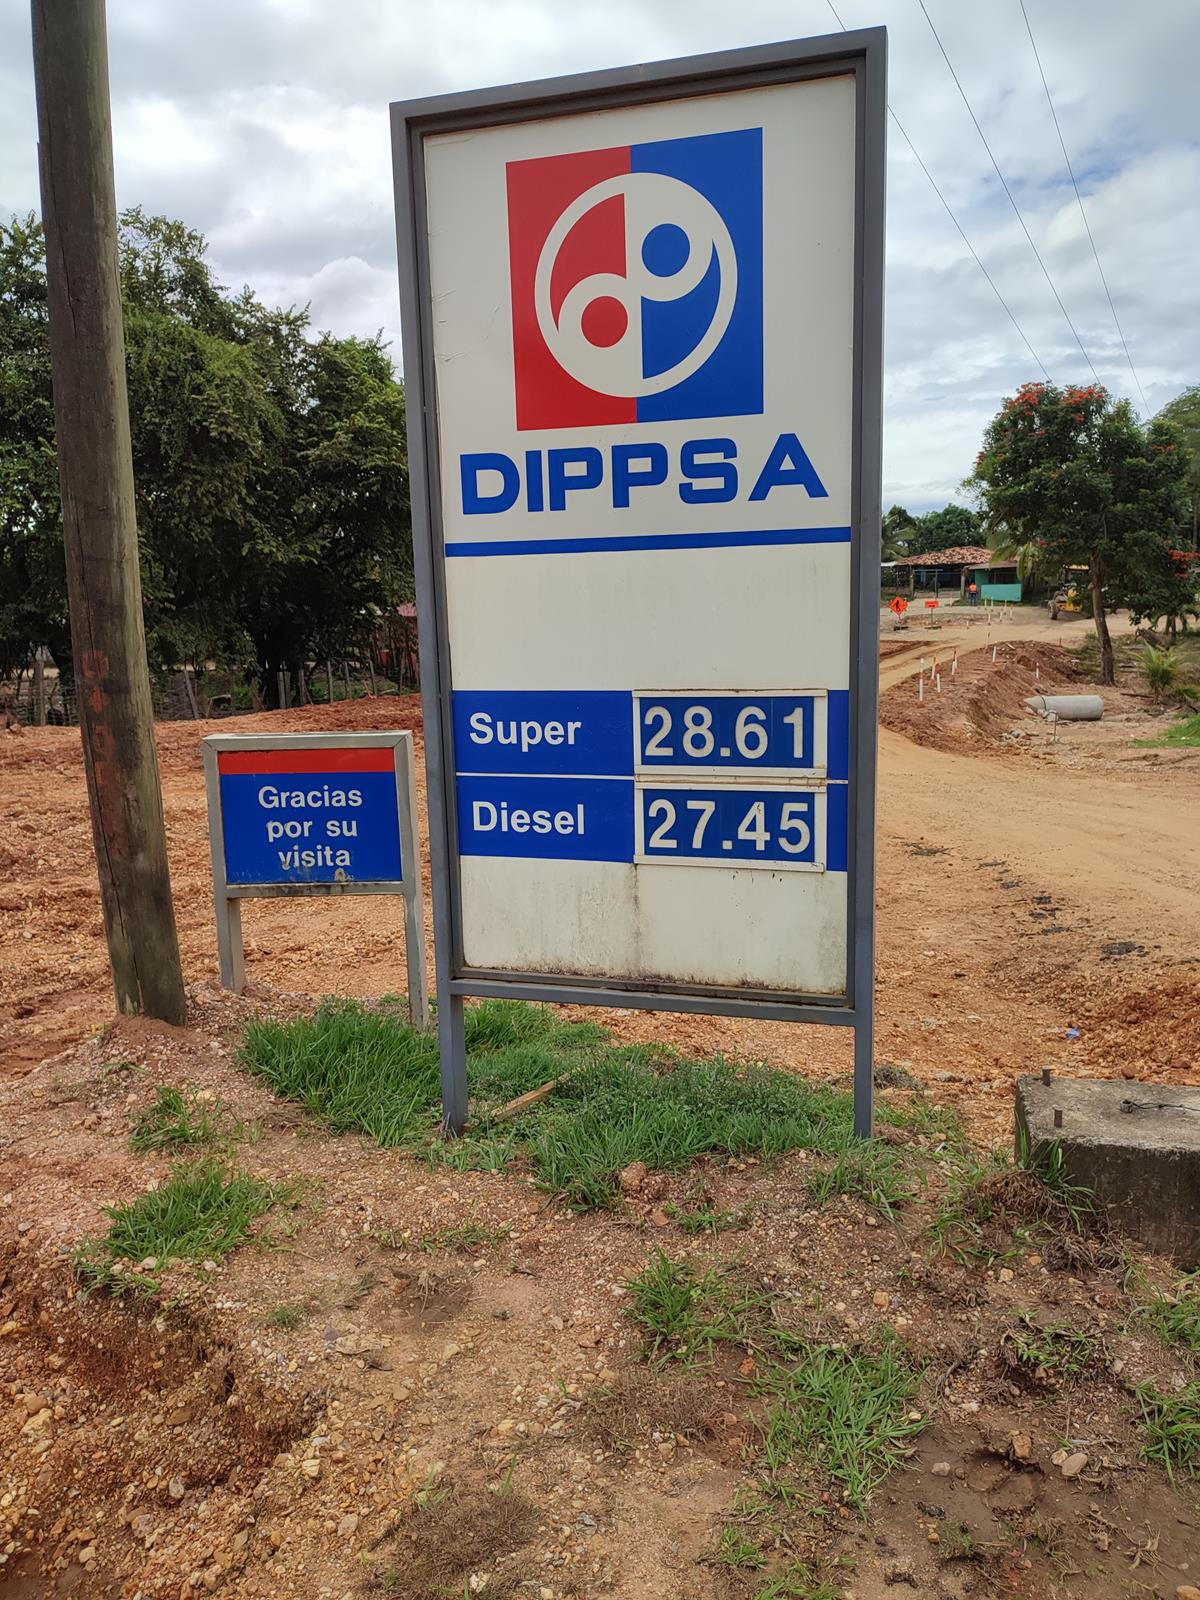 DIPPSA
Super 28.61
Diesel 27.45
Gracias
por su
visita